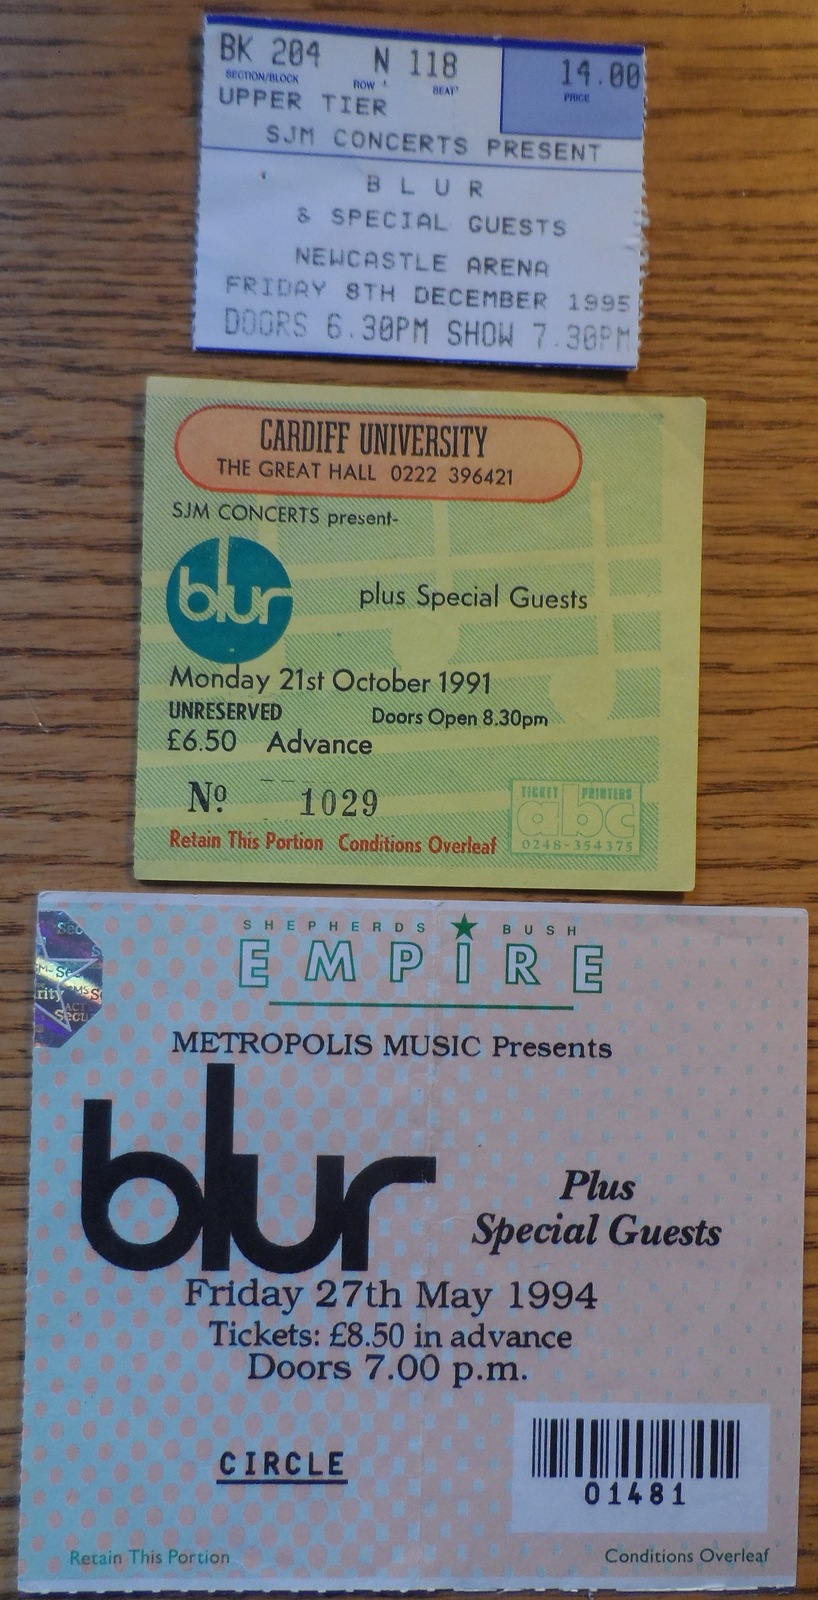 BK 204 N 118 14.00
SECTION/BLOCK ROW SEAT PRICE
UPPER TIER
SJM CONCERTS PRESENT
B L U R
& SPECIAL GUESTS
NEWCASTLE ARENA
FRIDAY 8TH DECEMBER 1995
DOORS 6.30PM SHOW 7.30PM
CARDIFF UNIVERSITY
THE GREAT HALL 0222 396421
SJM CONCERTS present-
blur
plus Special Guests
Monday 21st October 1991
UNRESERVED Doors Open 8.30pm
£6.50 Advance
Nº 1029
TICKET PRINTERS
abc
0248-354375
Retain This Portion Conditions Overleaf
SHEPHERDS BUSH
EMPIRE
METROPOLIS MUSIC Presents
blur
Plus
Special Guests
Friday 27th May 1994
Tickets: £8.50 in advance
Doors 7.00 p.m.
CIRCLE
01481
Retain This Portion Conditions Overleaf